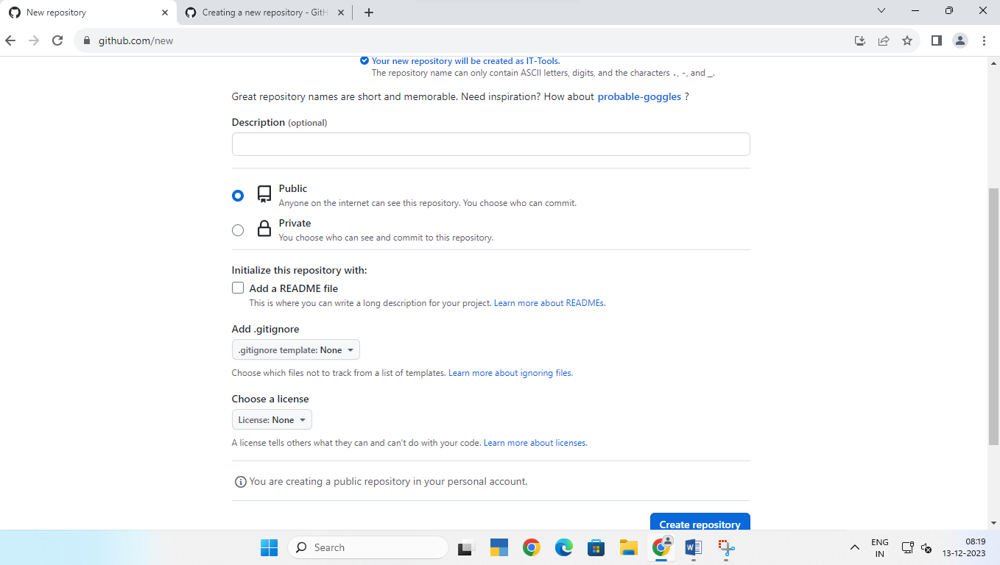 New repository
Creating a new repository - GitH
github.com/new
Your new repository will be created as IT-Tools.
The repository name can only contain ASCII letters, digits, and the characters ., -, and _.
Great repository names are short and memorable. Need inspiration? How about probable-goggles ?
Description (optional)
Public
Anyone on the internet can see this repository. You choose who can commit.
Private
You choose who can see and commit to this repository.
Initialize this repository with:
Add a README file
This is where you can write a long description for your project. Learn more about READMEs.
Add .gitignore
.gitignore template: None
Choose which files not to track from a list of templates. Learn more about ignoring files.
Choose a license
License: None
A license tells others what they can and can't do with your code. Learn more about licenses.
You are creating a public repository in your personal account.
Create repository
Search
ENG
IN
08:19
13-12-2023